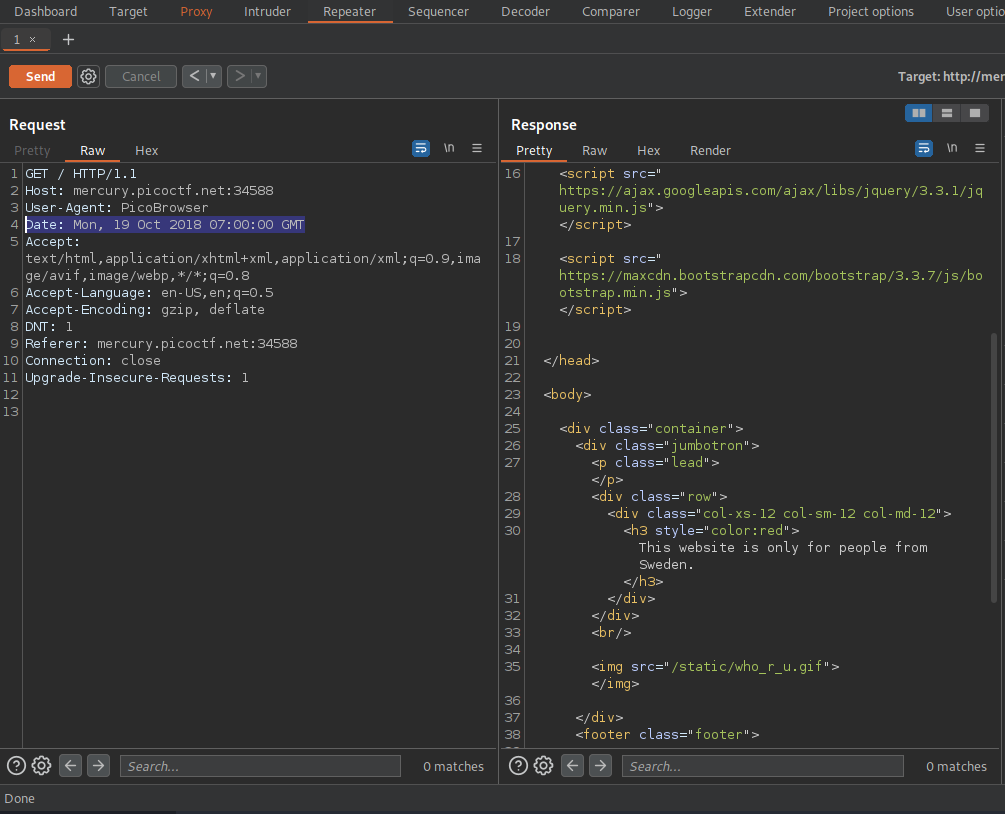 Dashboard Target Proxy Intruder Repeater Sequencer Decoder Comparer Logger Extender Project options User optio
1 × +
Send Cancel < ▾ > ▾ Target: http://mer
Request
Pretty Raw Hex \n
1 GET / HTTP/1.1
2 Host: mercury.picoctf.net:34588
3 User-Agent: PicoBrowser
4 Date: Mon, 19 Oct 2018 07:00:00 GMT
5 Accept:
text/html,application/xhtml+xml,application/xml;q=0.9,ima
ge/avif,image/webp,*/*;q=0.8
6 Accept-Language: en-US,en;q=0.5
7 Accept-Encoding: gzip, deflate
8 DNT: 1
9 Referer: mercury.picoctf.net:34588
10 Connection: close
11 Upgrade-Insecure-Requests: 1
12
13
? Search... 0 matches
Response
Pretty Raw Hex Render \n
16 <script src="
https://ajax.googleapis.com/ajax/libs/jquery/3.3.1/jq
uery.min.js">
</script>
17
18 <script src="
https://maxcdn.bootstrapcdn.com/bootstrap/3.3.7/js/bo
otstrap.min.js">
</script>
19
20
21 </head>
22
23 <body>
24
25 <div class="container">
26 <div class="jumbotron">
27 <p class="lead">
</p>
28 <div class="row">
29 <div class="col-xs-12 col-sm-12 col-md-12">
30 <h3 style="color:red">
This website is only for people from
Sweden.
</h3>
31 </div>
32 </div>
33 <br/>
34
35 <img src="/static/who_r_u.gif">
</img>
36
37 </div>
38 <footer class="footer">
? Search... 0 matches
Done